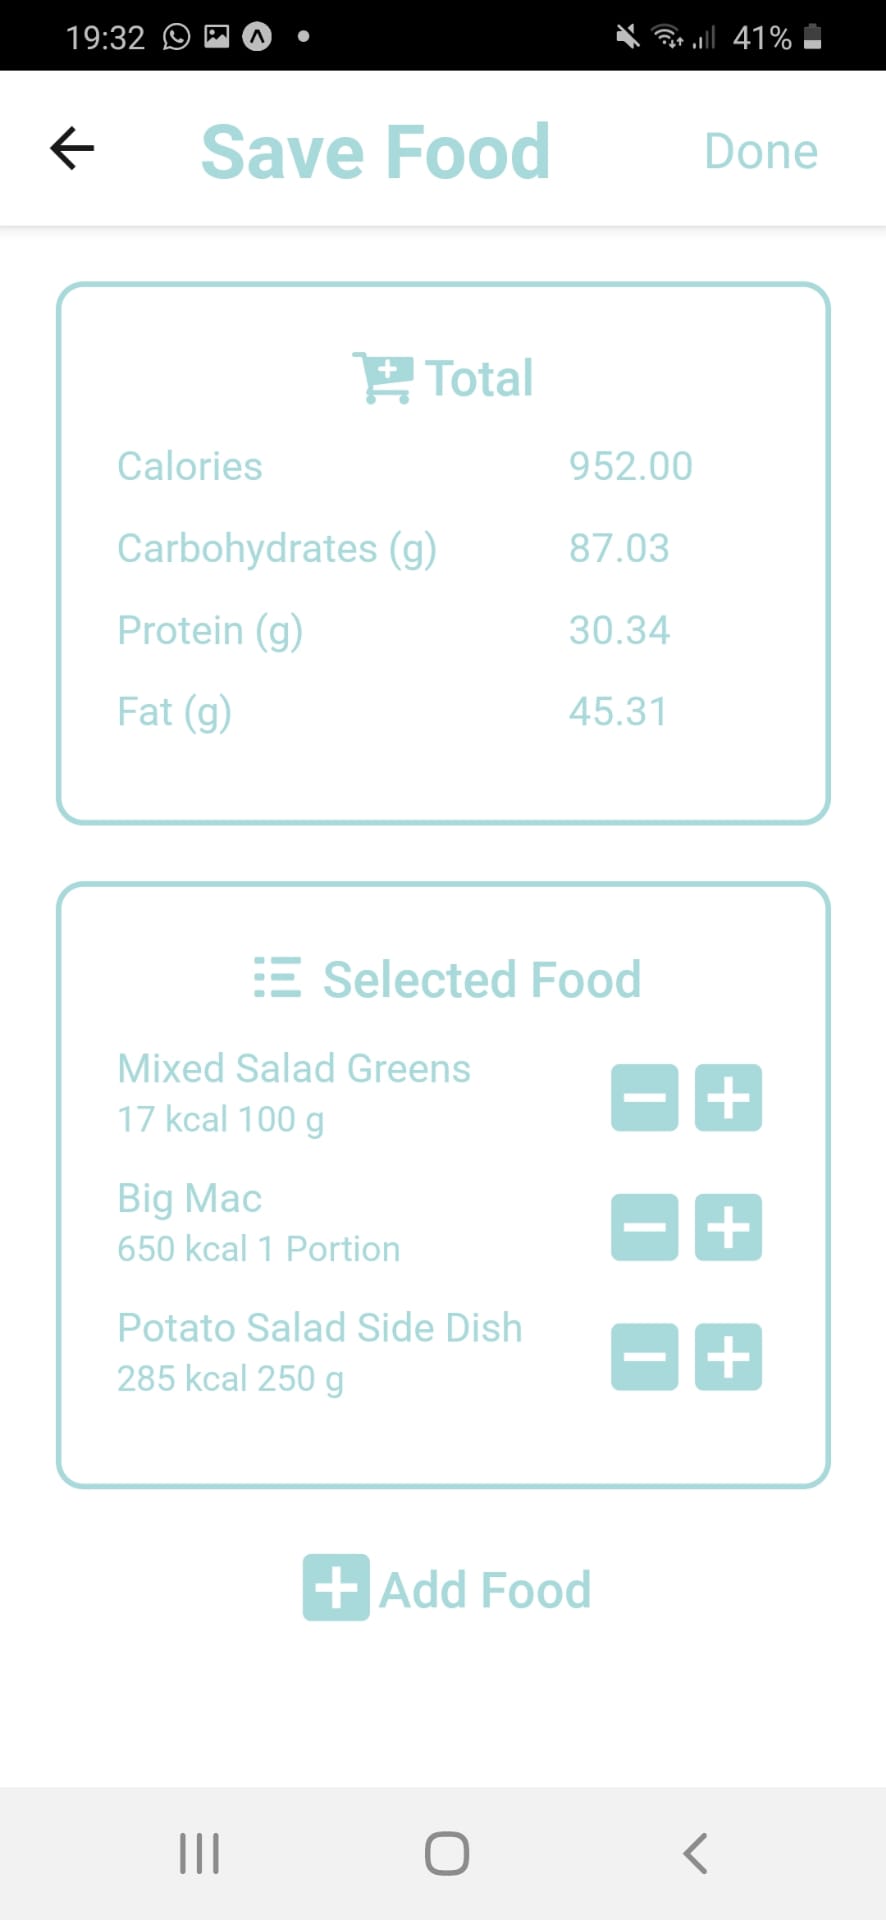 19:32 41%
Save Food Done
Total
Calories 952.00
Carbohydrates (g) 87.03
Protein (g) 30.34
Fat (g) 45.31
Selected Food
Mixed Salad Greens
17 kcal 100 g
Big Mac
650 kcal 1 Portion
Potato Salad Side Dish
285 kcal 250 g
Add Food